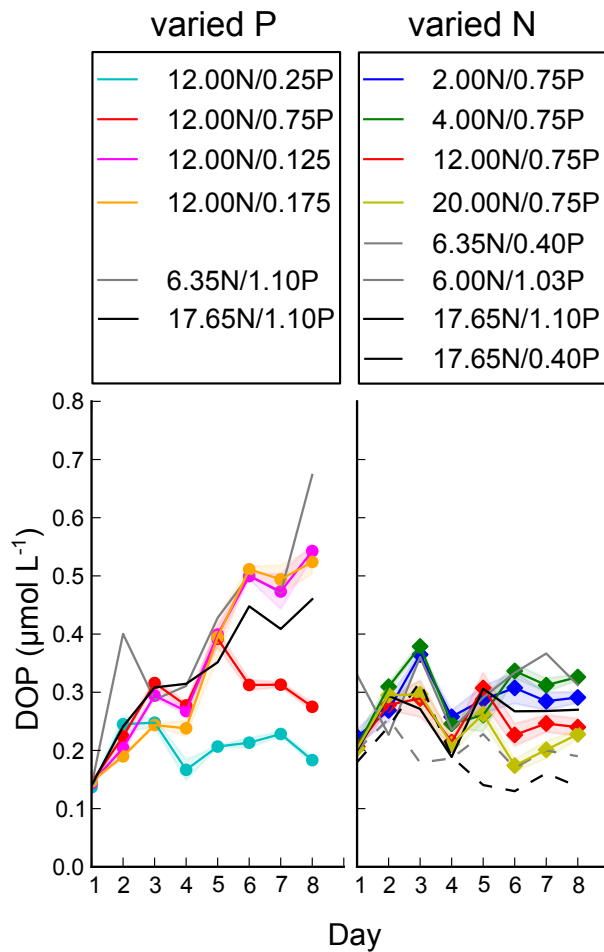 varied P
12.00N/0.25P
12.00N/0.75P
12.00N/0.125
12.00N/0.175
6.35N/1.10P
17.65N/1.10P
varied N
2.00N/0.75P
4.00N/0.75P
12.00N/0.75P
20.00N/0.75P
6.35N/0.40P
6.00N/1.03P
17.65N/1.10P
17.65N/0.40P
DOP (µmol L⁻¹)
0.8
0.7
0.6
0.5
0.4
0.3
0.2
0.1
0.0
1 2 3 4 5 6 7 8
1 2 3 4 5 6 7 8
Day